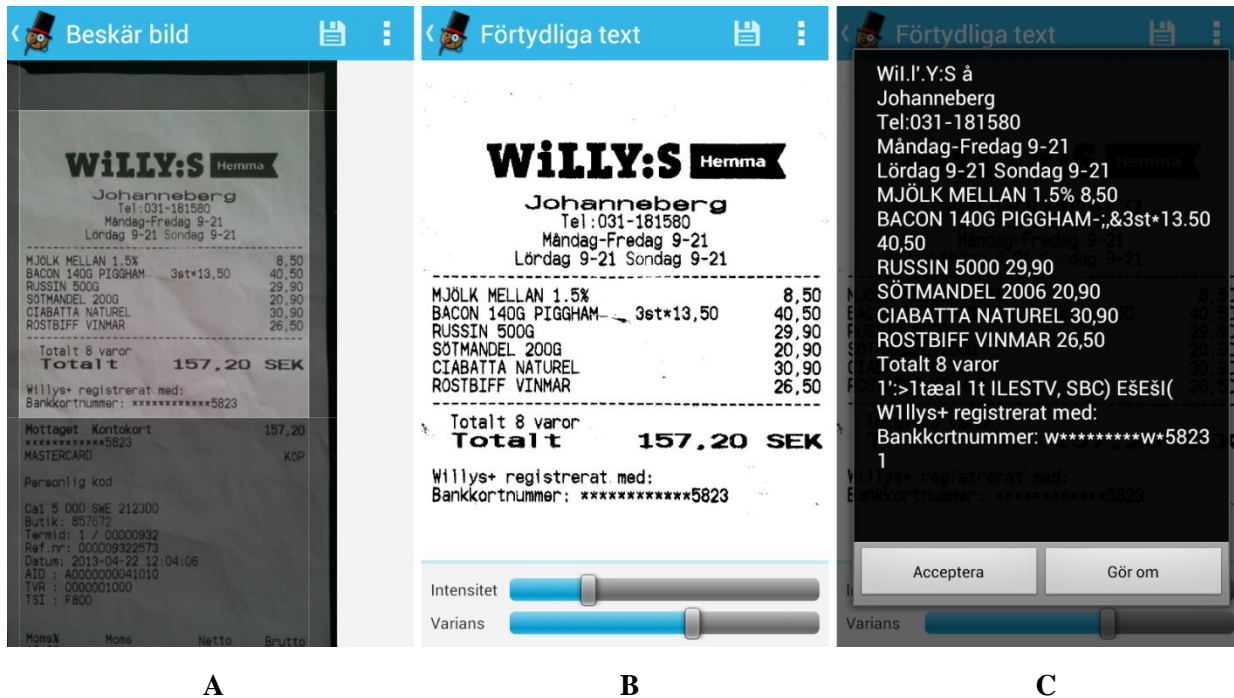 Beskär bild
WiLLY:S Hemma
Johanneberg
Tel:031-181580
Måndag-Fredag 9-21
Lördag 9-21 Söndag 9-21
MJÖLK MELLAN 1.5% 8,50
BACON 140G PIGGHAM 3st*13,50 40,50
RUSSIN 500G 29,90
SÖTMANDEL 200G 20,90
CIABATTA NATUREL 30,90
ROSTBIFF VINMAR 26,50
Totalt 8 varor
Totalt 157,20 SEK
Willys+ registrerat med:
Bankkortnummer: ************5823
Mottaget Kontokort 157,20
************5823
MASTERCARD KÖP
Personlig kod
Ca1 5 000 SWE 212300
Butik: 857672
Termid: 1 / 00000932
Ref.nr: 000009322573
Datum: 2013-04-22 12:04:06
AID : A0000000041010
TVR : 0000001000
TSI : F800
Moms% Moms Netto Brutto
A
Förtydliga text
WiLLY:S Hemma
Johanneberg
Tel:031-181580
Måndag-Fredag 9-21
Lördag 9-21 Söndag 9-21
MJÖLK MELLAN 1.5% 8,50
BACON 140G PIGGHAM 3st*13,50 40,50
RUSSIN 500G 29,90
SÖTMANDEL 200G 20,90
CIABATTA NATUREL 30,90
ROSTBIFF VINMAR 26,50
Totalt 8 varor
Totalt 157,20 SEK
Willys+ registrerat med:
Bankkortnummer: ************5823
Intensitet
Varians
B
Förtydliga text
Wil.l'.Y:S å
Johanneberg
Tel:031-181580
Måndag-Fredag 9-21
Lördag 9-21 Sondag 9-21
MJÖLK MELLAN 1.5% 8,50
BACON 140G PIGGHAM-;,&3st*13.50
40,50
RUSSIN 5000 29,90
SÖTMANDEL 2006 20,90
CIABATTA NATUREL 30,90
ROSTBIFF VINMAR 26,50
Totalt 8 varor
1':>1tæaI 1t ILESTV, SBC) EšEšI(
W1llys+ registrerat med:
Bankkcrtnummer: w*********w*5823
1
Acceptera
Gör om
Varians
C